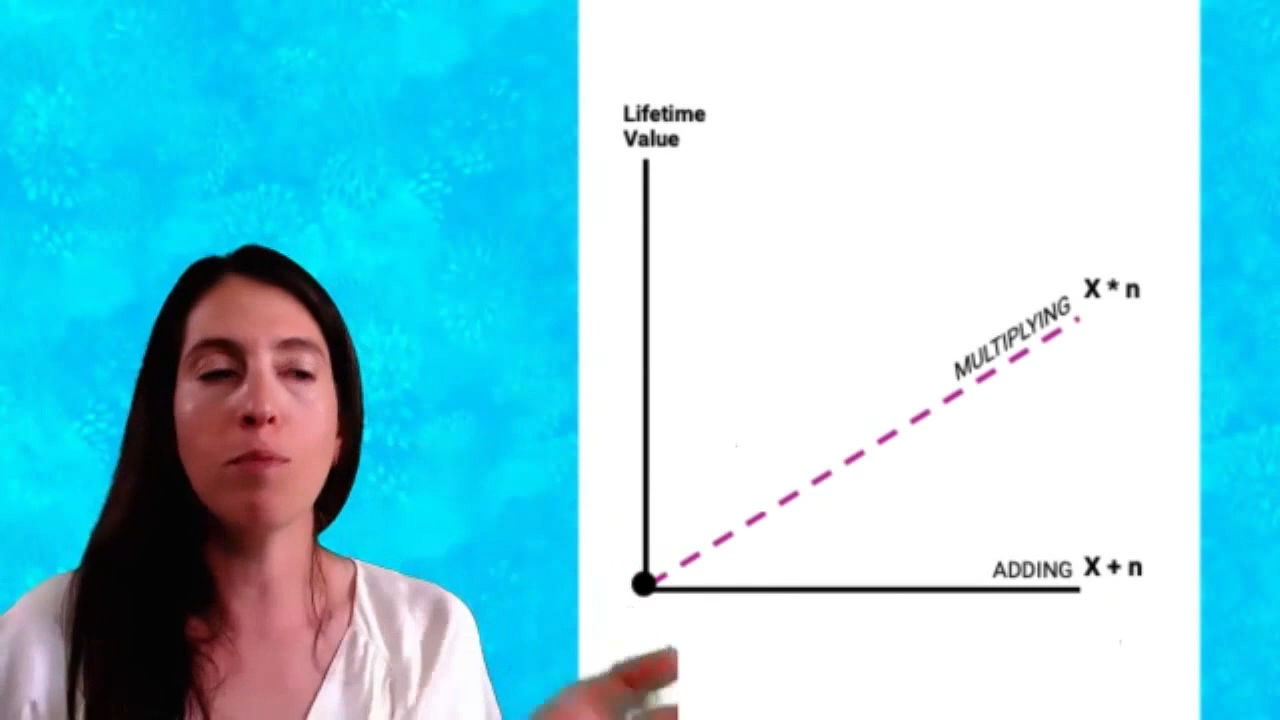 Lifetime
Value
MULTIPLYING X * n
ADDING X + n